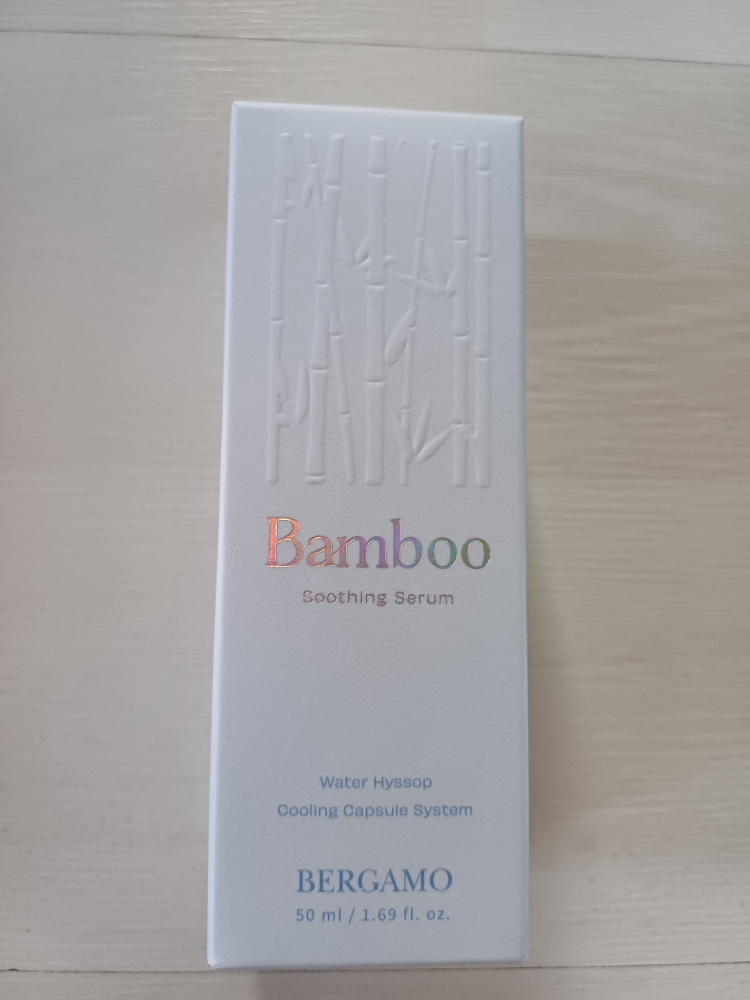 Bamboo
Soothing Serum
Water Hyssop
Cooling Capsule System
BERGAMO
50 ml / 1.69 fl. oz.